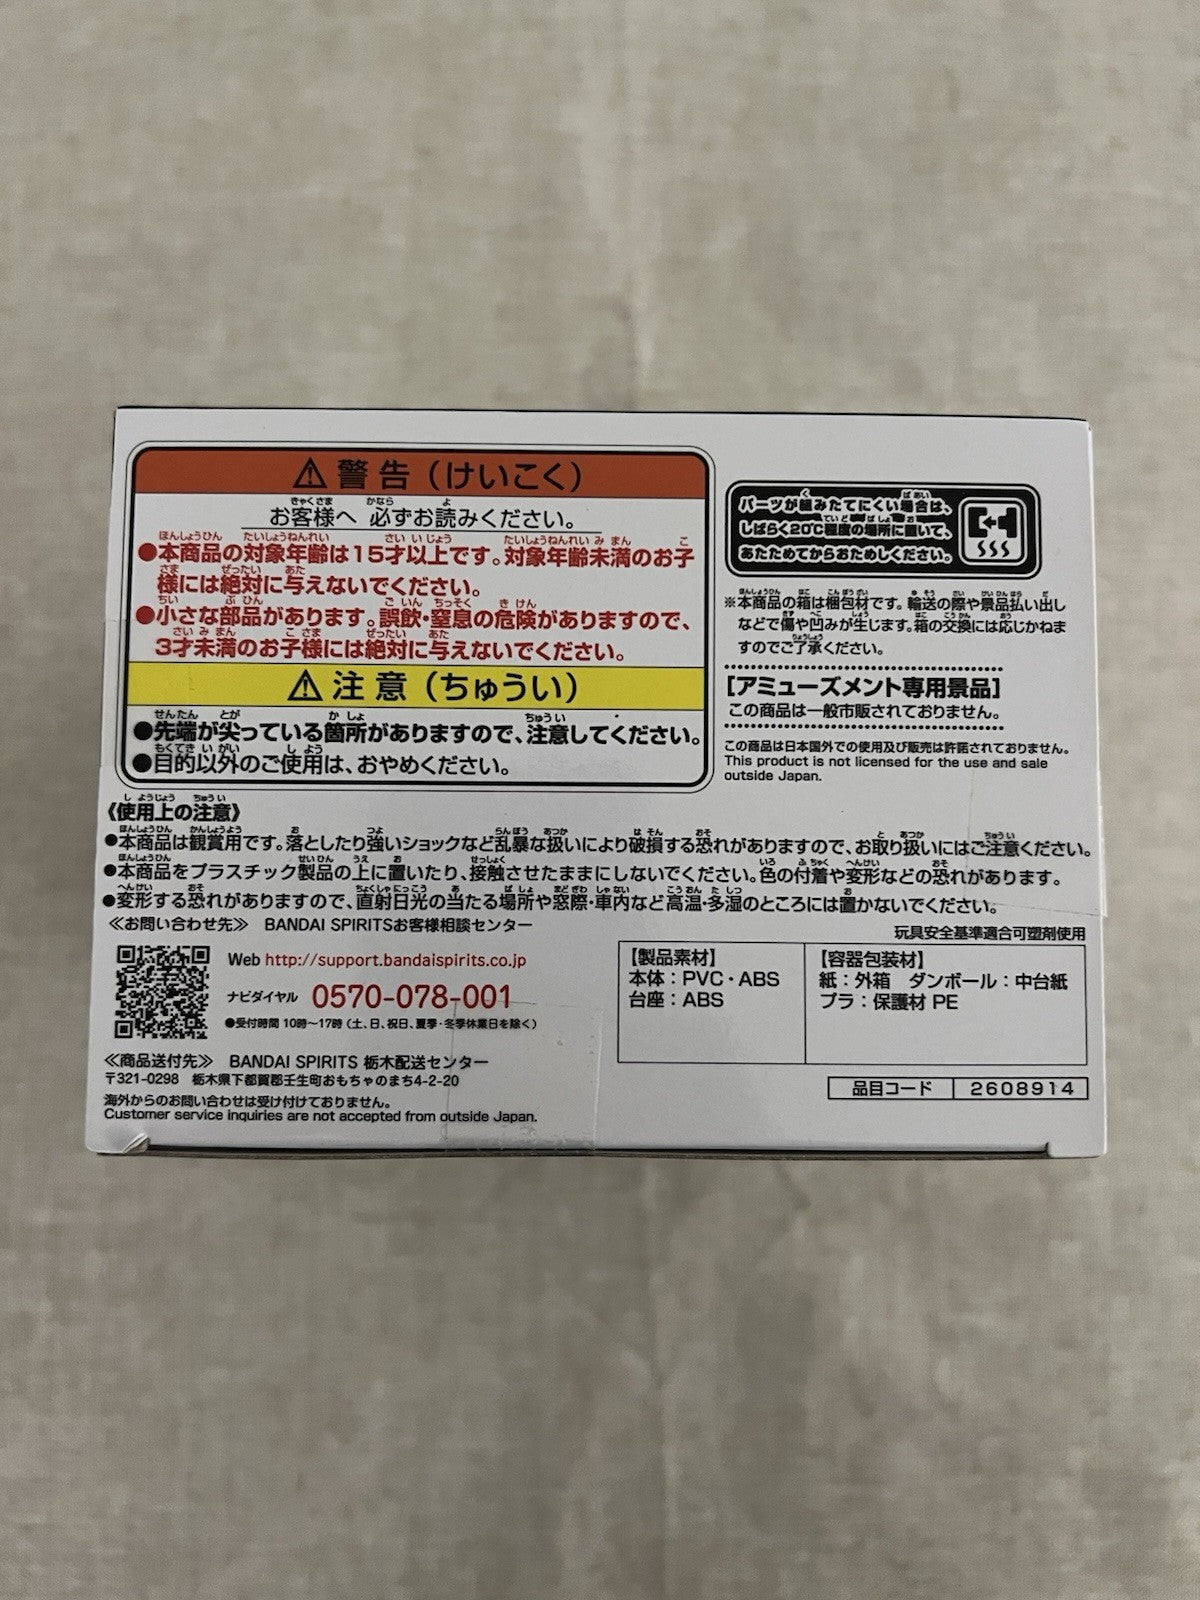 ⚠警告（けいこく）
お客様へ 必ずお読みください。
●本商品の対象年齢は15才以上です。対象年齢未満のお子
様には絶対に与えないでください。
●小さな部品があります。誤飲・窒息の危険がありますので、
3才未満のお子様には絶対に与えないでください。
⚠注意（ちゅうい）
●先端が尖っている箇所がありますので、注意してください。
●目的以外のご使用は、おやめください。
パーツが組みたてにくい場合は、
しばらく20℃程度の場所に置いて、
あたためてからおためしください。
※本商品の箱は梱包材です。輸送の際や景品払い出し
などで傷や凹みが生じます。箱の交換には応じかねま
すのでご了承ください。
【アミューズメント専用景品】
この商品は一般市販されておりません。
この商品は日本国外での使用及び販売は許諾されておりません。
This product is not licensed for the use and sale
outside Japan.
《使用上の注意》
●本商品は観賞用です。落としたり強いショックなど乱暴な扱いにより破損する恐れがありますので、お取り扱いにはご注意ください。
●本商品をプラスチック製品の上に置いたり、接触させたままにしないでください。色の付着や変形などの恐れがあります。
●変形する恐れがありますので、直射日光の当たる場所や窓際・車内など高温・多湿のところには置かないでください。
≪お問い合わせ先≫ BANDAI SPIRITSお客様相談センター
Web http://support.bandaispirits.co.jp
ナビダイヤル 0570-078-001
●受付時間 10時〜17時（土、日、祝日、夏季・冬季休業日を除く）
≪商品送付先≫ BANDAI SPIRITS 栃木配送センター
〒321-0298 栃木県下都賀郡壬生町おもちゃのまち4-2-20
海外からのお問い合わせは受け付けておりません。
Customer service inquiries are not accepted from outside Japan.
玩具安全基準適合可塑剤使用
【製品素材】
本体：PVC・ABS
台座：ABS
【容器包装材】
紙：外箱 ダンボール：中台紙
プラ：保護材 PE
品目コード 2608914